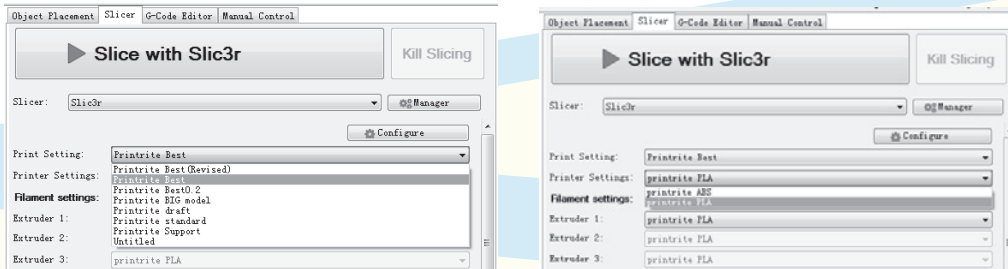 Object Placement Slicer G-Code Editor Manual Control
Slice with Slic3r Kill Slicing
Slicer: Slic3r Manager
Configure
Print Setting: Printrite Best
Printer Settings: Printrite Best(Revised)
Printrite Best
Filament settings: Printrite Best0.2
Printrite BIG model
Printrite draft
Extruder 1: Printrite standard
Printrite Support
Extruder 2: Untitled
Extruder 3: printrite PLA
Object Placement Slicer G-Code Editor Manual Control
Slice with Slic3r Kill Slicing
Slicer: Slic3r Manager
Configure
Print Setting: Printrite Best
Printer Settings: printrite PLA
Filament settings: printrite ABS
printrite PLA
Extruder 1: printrite PLA
Extruder 2: printrite PLA
Extruder 3: printrite PLA